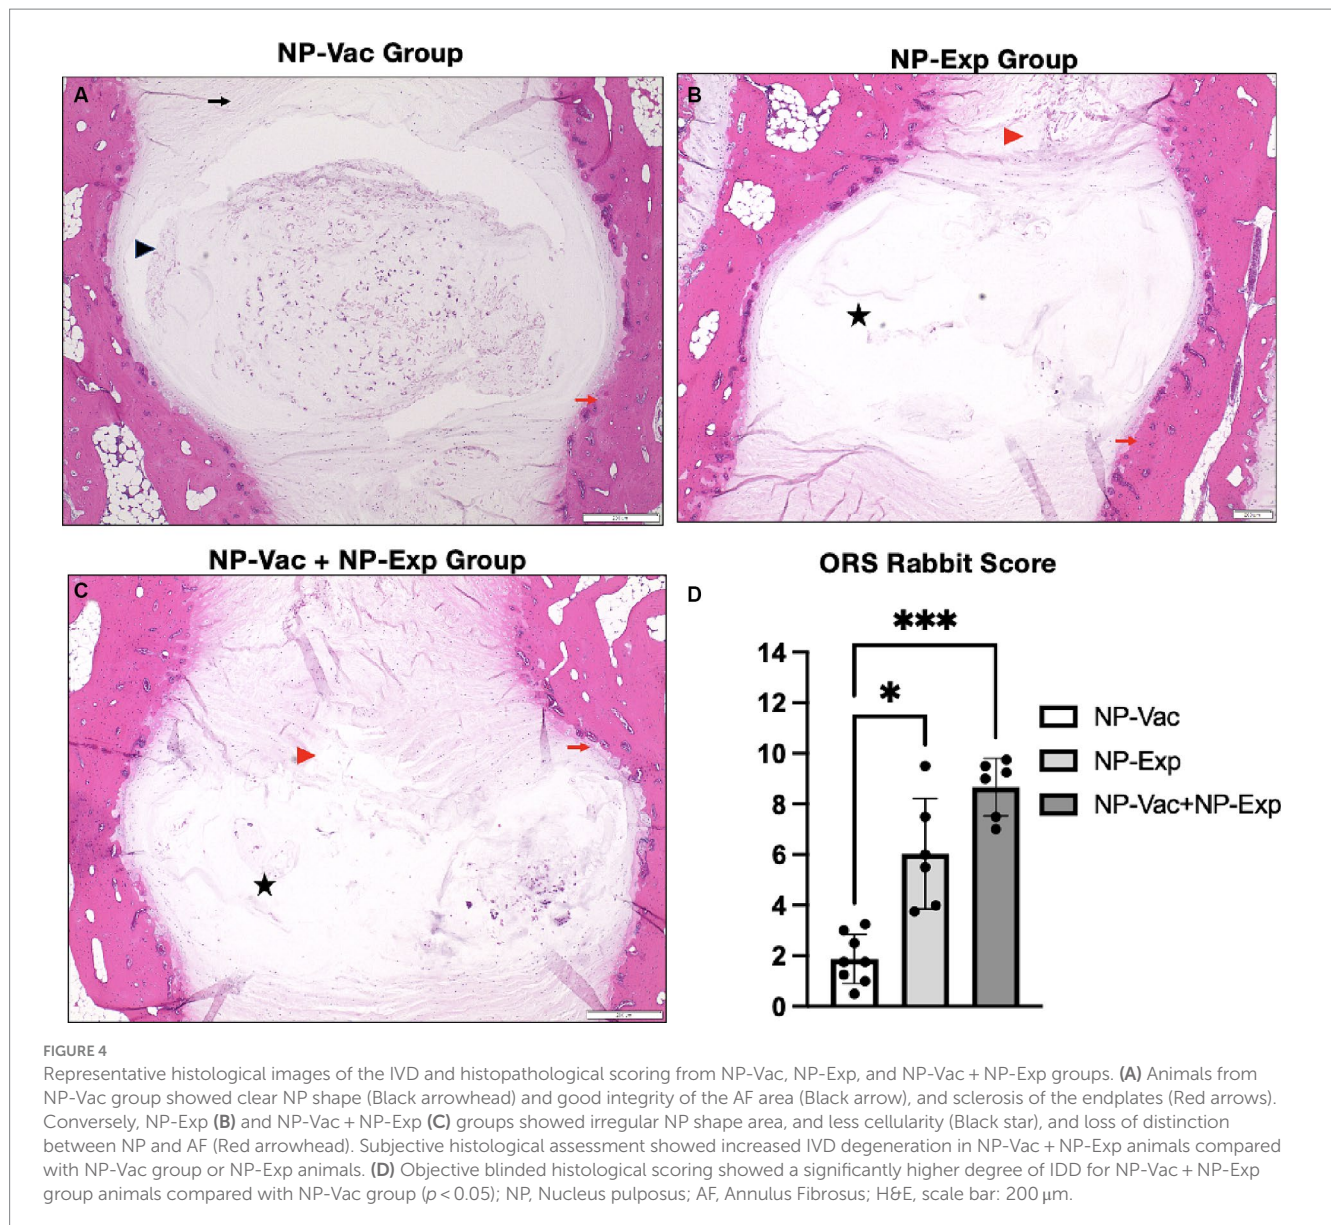 NP-Vac Group
NP-Exp Group
A
B
200 µm
NP-Vac + NP-Exp Group
ORS Rabbit Score
C
D
***
*
14
12
10
8
6
4
2
0
NP-Vac
NP-Exp
NP-Vac+NP-Exp
FIGURE 4
Representative histological images of the IVD and histopathological scoring from NP-Vac, NP-Exp, and NP-Vac + NP-Exp groups. (A) Animals from
NP-Vac group showed clear NP shape (Black arrowhead) and good integrity of the AF area (Black arrow), and sclerosis of the endplates (Red arrows).
Conversely, NP-Exp (B) and NP-Vac + NP-Exp (C) groups showed irregular NP shape area, and less cellularity (Black star), and loss of distinction
between NP and AF (Red arrowhead). Subjective histological assessment showed increased IVD degeneration in NP-Vac + NP-Exp animals compared
with NP-Vac group or NP-Exp animals. (D) Objective blinded histological scoring showed a significantly higher degree of IDD for NP-Vac + NP-Exp
group animals compared with NP-Vac group (p < 0.05); NP, Nucleus pulposus; AF, Annulus Fibrosus; H&E, scale bar: 200 µm.